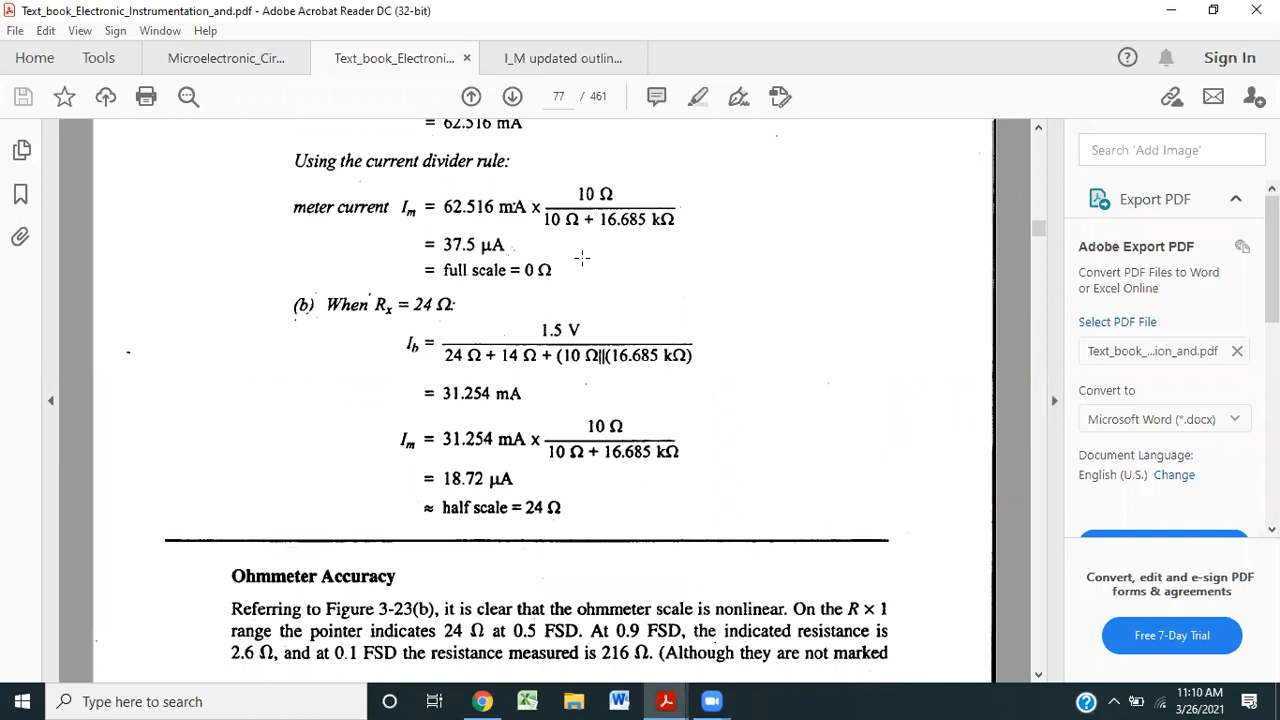 Text_book_Electronic_Instrumentation_and.pdf - Adobe Acrobat Reader DC (32-bit)
File Edit View Sign Window Help
Home Tools Microelectronic_Cir... Text_book_Electroni... × I_M updated outlin... Sign In
77 / 461
= 62.516 mA
Using the current divider rule:
meter current Im = 62.516 mA x 10 Ω / 10 Ω + 16.685 kΩ
= 37.5 μA
= full scale = 0 Ω
(b) When Rx = 24 Ω:
Ib = 1.5 V / 24 Ω + 14 Ω + (10 Ω||(16.685 kΩ)
= 31.254 mA
Im = 31.254 mA x 10 Ω / 10 Ω + 16.685 kΩ
= 18.72 μA
≈ half scale = 24 Ω
Ohmmeter Accuracy
Referring to Figure 3-23(b), it is clear that the ohmmeter scale is nonlinear. On the R × 1
range the pointer indicates 24 Ω at 0.5 FSD. At 0.9 FSD, the indicated resistance is
2.6 Ω, and at 0.1 FSD the resistance measured is 216 Ω. (Although they are not marked
Search 'Add Image'
Export PDF
Adobe Export PDF
Convert PDF Files to Word
or Excel Online
Select PDF File
Text_book_...ion_and.pdf ×
Convert to
Microsoft Word (*.docx)
Document Language:
English (U.S.) Change
Convert, edit and e-sign PDF
forms & agreements
Free 7-Day Trial
Type here to search
11:10 AM
3/26/2021